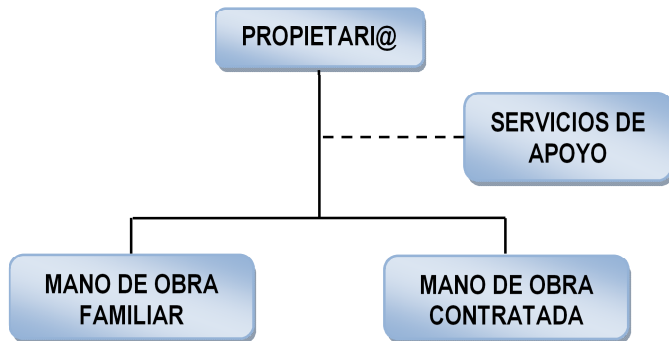 PROPIETARI@
SERVICIOS DE
APOYO
MANO DE OBRA
FAMILIAR
MANO DE OBRA
CONTRATADA